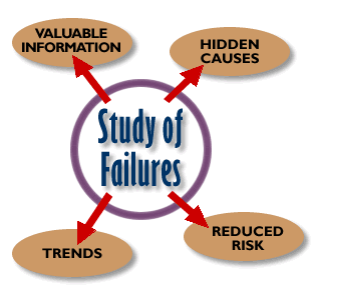 VALUABLE
INFORMATION
HIDDEN
CAUSES
Study of
Failures
TRENDS
REDUCED
RISK